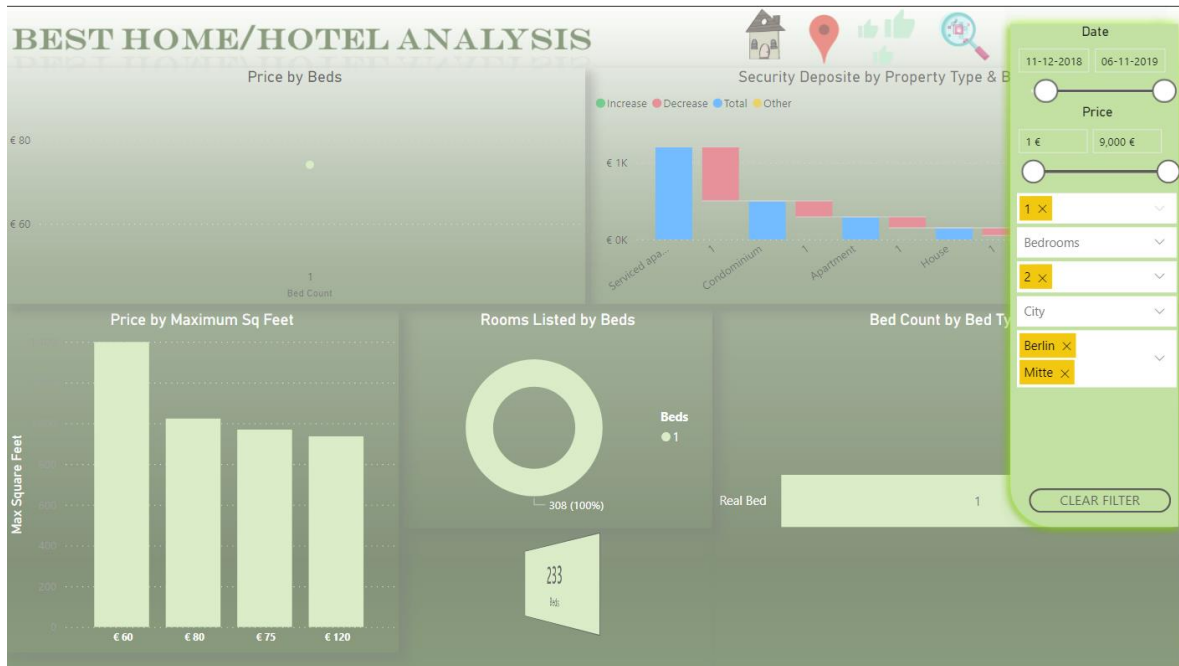 BEST HOME/HOTEL ANALYSIS
Price by Beds
€ 80
€ 60
1
Bed Count
Security Deposite by Property Type & B
Increase Decrease Total Other
€ 1K
€ 0K
Serviced apa...
1
Condominium
1
Apartment
1
House
1
Date
11-12-2018 06-11-2019
Price
1 € 9,000 €
1 ×
Bedrooms
2 ×
City
Berlin ×
Mitte ×
CLEAR FILTER
Price by Maximum Sq Feet
Max Square Feet
600
400
200
0
€ 60 € 80 € 75 € 120
Rooms Listed by Beds
Beds
1
308 (100%)
233
Beds
Bed Count by Bed Ty
Real Bed
1